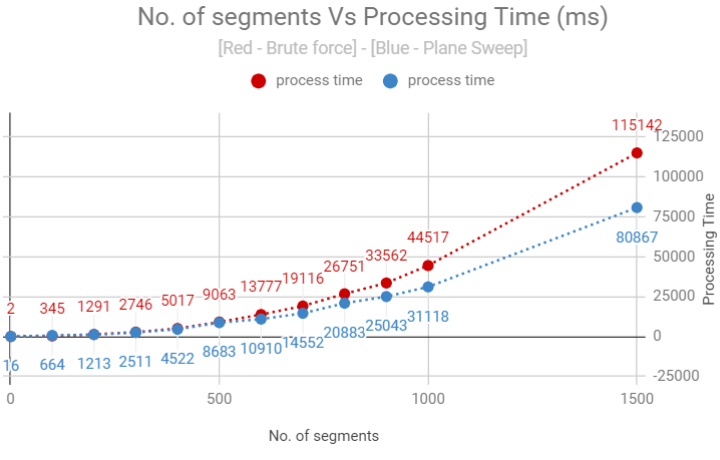 No. of segments Vs Processing Time (ms)
[Red - Brute force] - [Blue - Plane Sweep]
process time process time
115142
125000
100000
75000
50000
25000
0
-25000
Processing Time
2 345 1291 2746 5017 9063 13777 19116 26751 33562 44517
16 664 1213 2511 4522 8683 10910 14552 20883 25043 31118 80867
0 500 1000 1500
No. of segments